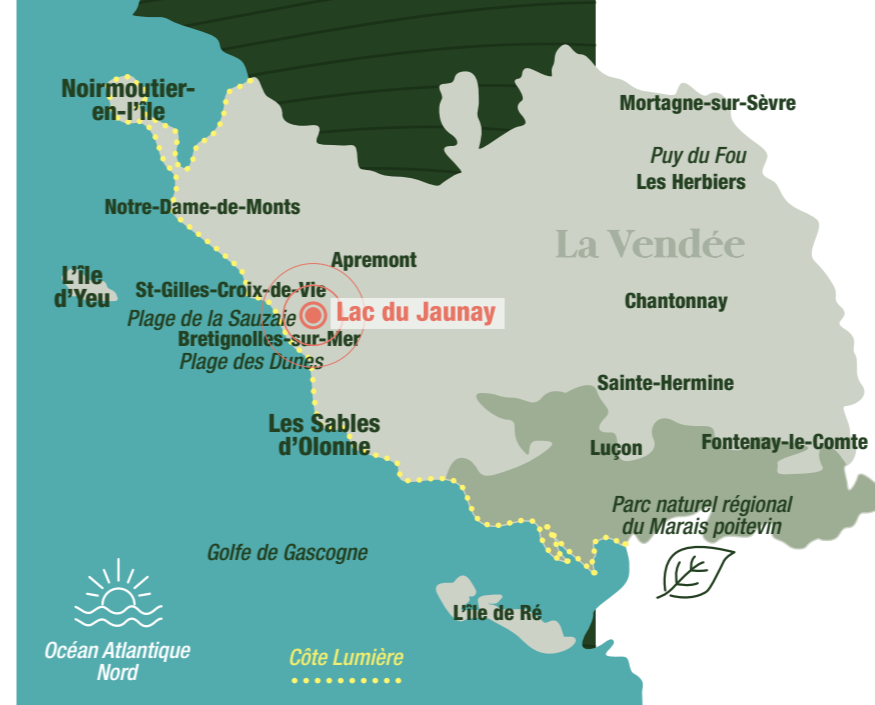 Noirmoutier-
en-l'île
Mortagne-sur-Sèvre
Puy du Fou
Les Herbiers
Notre-Dame-de-Monts
La Vendée
Apremont
L'île
d'Yeu
St-Gilles-Croix-de-Vie
Chantonnay
Lac du Jaunay
Plage de la Sauzaie
Bretignolles-sur-Mer
Plage des Dunes
Sainte-Hermine
Les Sables
d'Olonne
Luçon
Fontenay-le-Comte
Parc naturel régional
du Marais poitevin
Golfe de Gascogne
L'île de Ré
Océan Atlantique
Nord
Côte Lumière